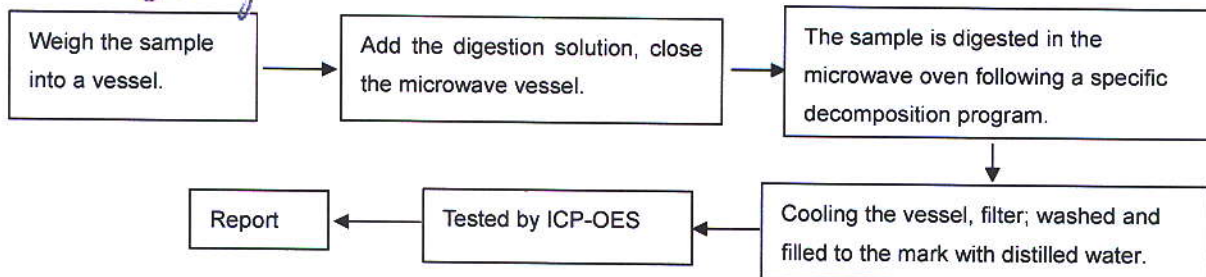 Weigh the sample
into a vessel.
Add the digestion solution, close
the microwave vessel.
The sample is digested in the
microwave oven following a specific
decomposition program.
Cooling the vessel, filter; washed and
filled to the mark with distilled water.
Tested by ICP-OES
Report